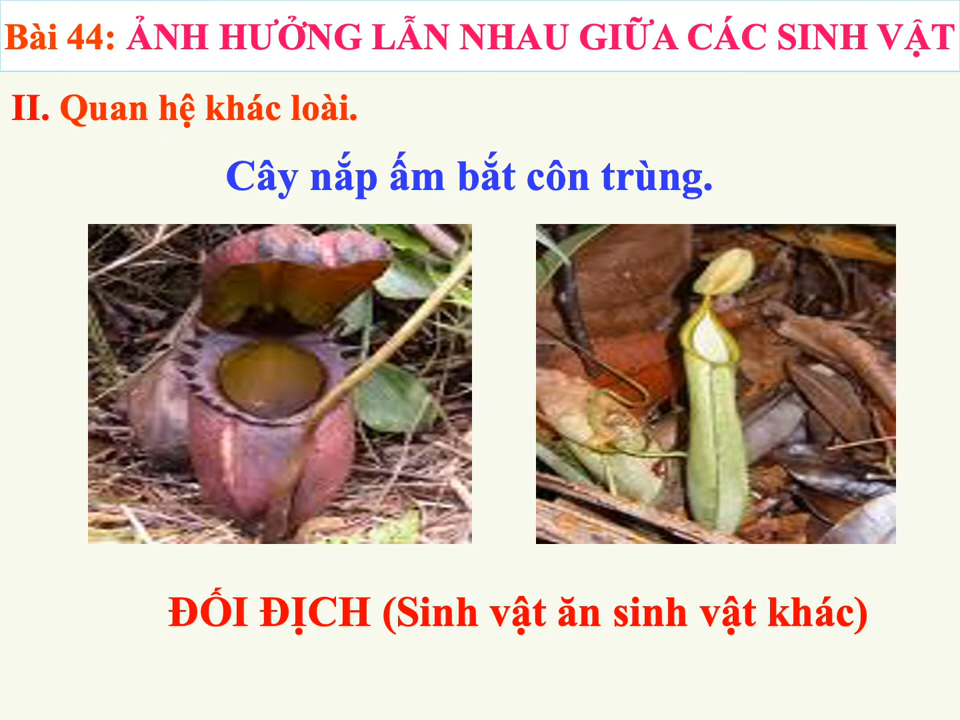 Bài 44: ẢNH HƯỞNG LẪN NHAU GIỮA CÁC SINH VẬT
II. Quan hệ khác loài.
Cây nắp ấm bắt côn trùng.
ĐỐI ĐỊCH (Sinh vật ăn sinh vật khác)